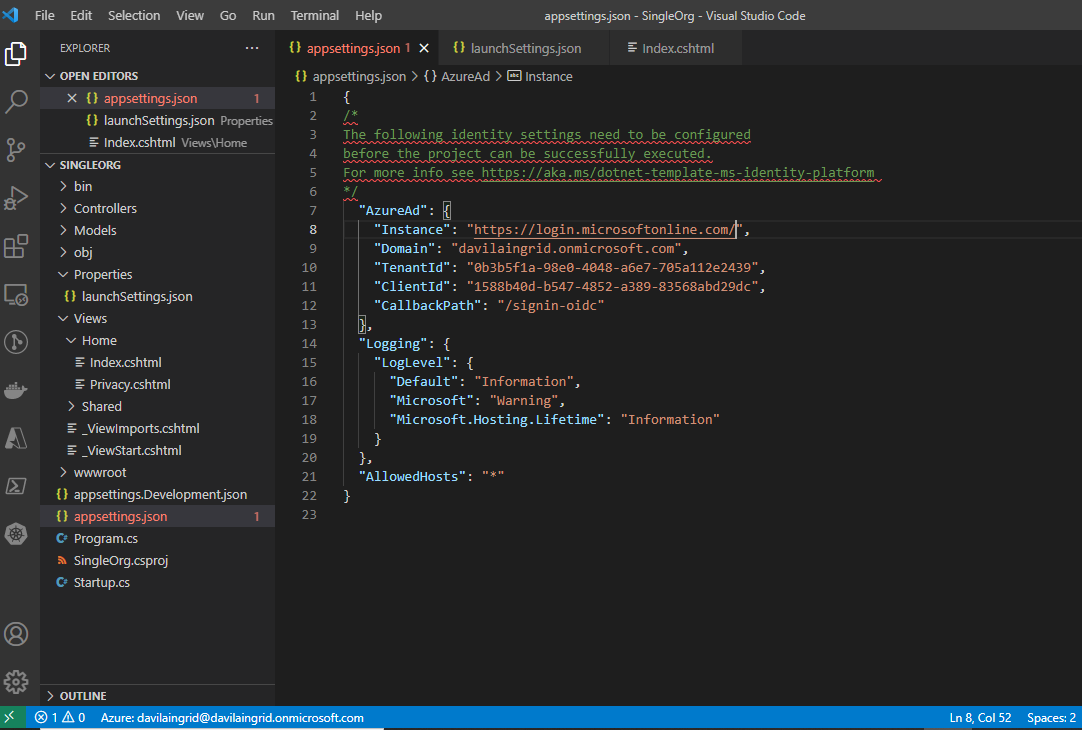 File Edit Selection View Go Run Terminal Help appsettings.json - SingleOrg - Visual Studio Code
EXPLORER ···
OPEN EDITORS
appsettings.json 1
launchSettings.json Properties
Index.cshtml Views\Home
SINGLEORG
bin
Controllers
Models
obj
Properties
launchSettings.json
Views
Home
Index.cshtml
Privacy.cshtml
Shared
_ViewImports.cshtml
_ViewStart.cshtml
wwwroot
appsettings.Development.json
appsettings.json 1
Program.cs
SingleOrg.csproj
Startup.cs
OUTLINE
{} appsettings.json 1 {} launchSettings.json Index.cshtml
{} appsettings.json > {} AzureAd > Instance
1 {
2 /*
3 The following identity settings need to be configured
4 before the project can be successfully executed.
5 For more info see https://aka.ms/dotnet-template-ms-identity-platform
6 */
7 "AzureAd": {
8 "Instance": "https://login.microsoftonline.com/",
9 "Domain": "davilaingrid.onmicrosoft.com",
10 "TenantId": "0b3b5f1a-98e0-4048-a6e7-705a112e2439",
11 "ClientId": "1588b40d-b547-4852-a389-83568abd29dc",
12 "CallbackPath": "/signin-oidc"
13 },
14 "Logging": {
15 "LogLevel": {
16 "Default": "Information",
17 "Microsoft": "Warning",
18 "Microsoft.Hosting.Lifetime": "Information"
19 }
20 },
21 "AllowedHosts": "*"
22 }
23
1 0 Azure: davilaingrid@davilaingrid.onmicrosoft.com Ln 8, Col 52 Spaces: 2